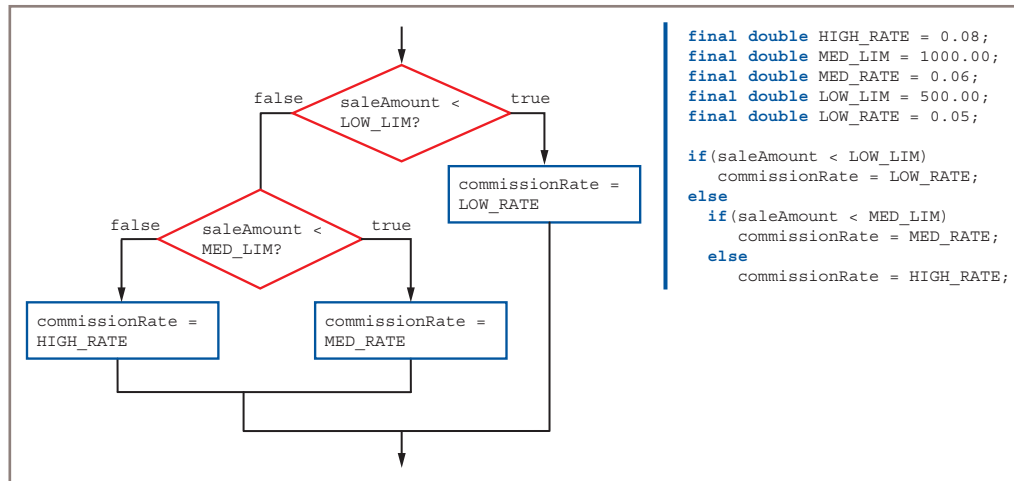 saleAmount <
LOW_LIM?
false
true
commissionRate =
LOW_RATE
saleAmount <
MED_LIM?
false
true
commissionRate =
HIGH_RATE
commissionRate =
MED_RATE
final double HIGH_RATE = 0.08;
final double MED_LIM = 1000.00;
final double MED_RATE = 0.06;
final double LOW_LIM = 500.00;
final double LOW_RATE = 0.05;
if(saleAmount < LOW_LIM)
commissionRate = LOW_RATE;
else
if(saleAmount < MED_LIM)
commissionRate = MED_RATE;
else
commissionRate = HIGH_RATE;